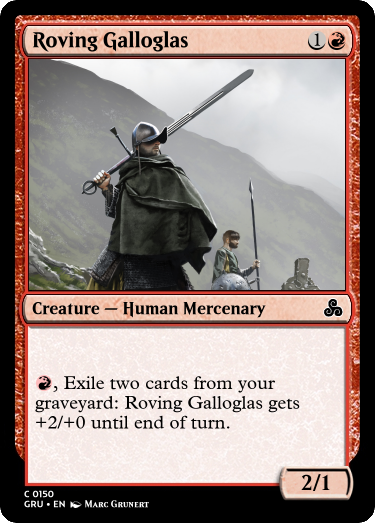 Roving Galloglas 1
Creature — Human Mercenary
, Exile two cards from your
graveyard: Roving Galloglas gets
+2/+0 until end of turn.
2/1
C 0150
GRU • EN Marc Grunert